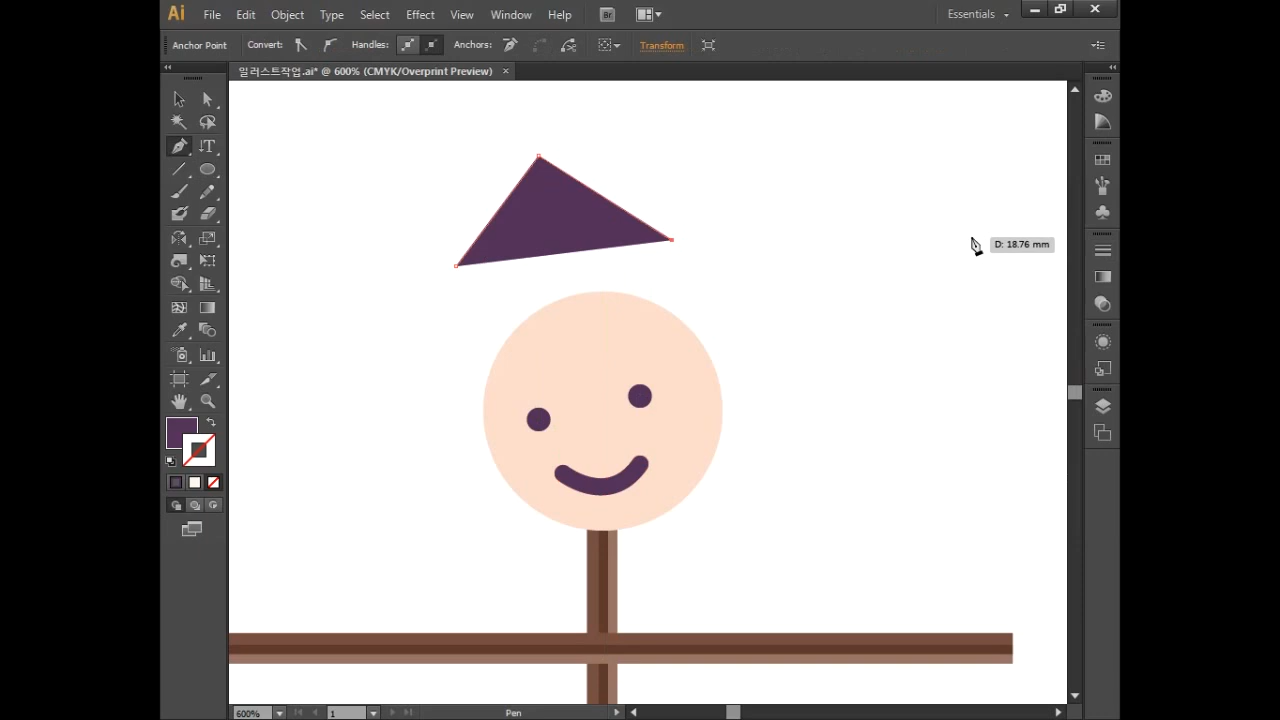 Ai File Edit Object Type Select Effect View Window Help Br Essentials
Anchor Point Convert: Handles: Anchors: Transform
일러스트작업.ai* @ 600% (CMYK/Overprint Preview) ×
T
D: 18.76 mm
600% 1 Pen